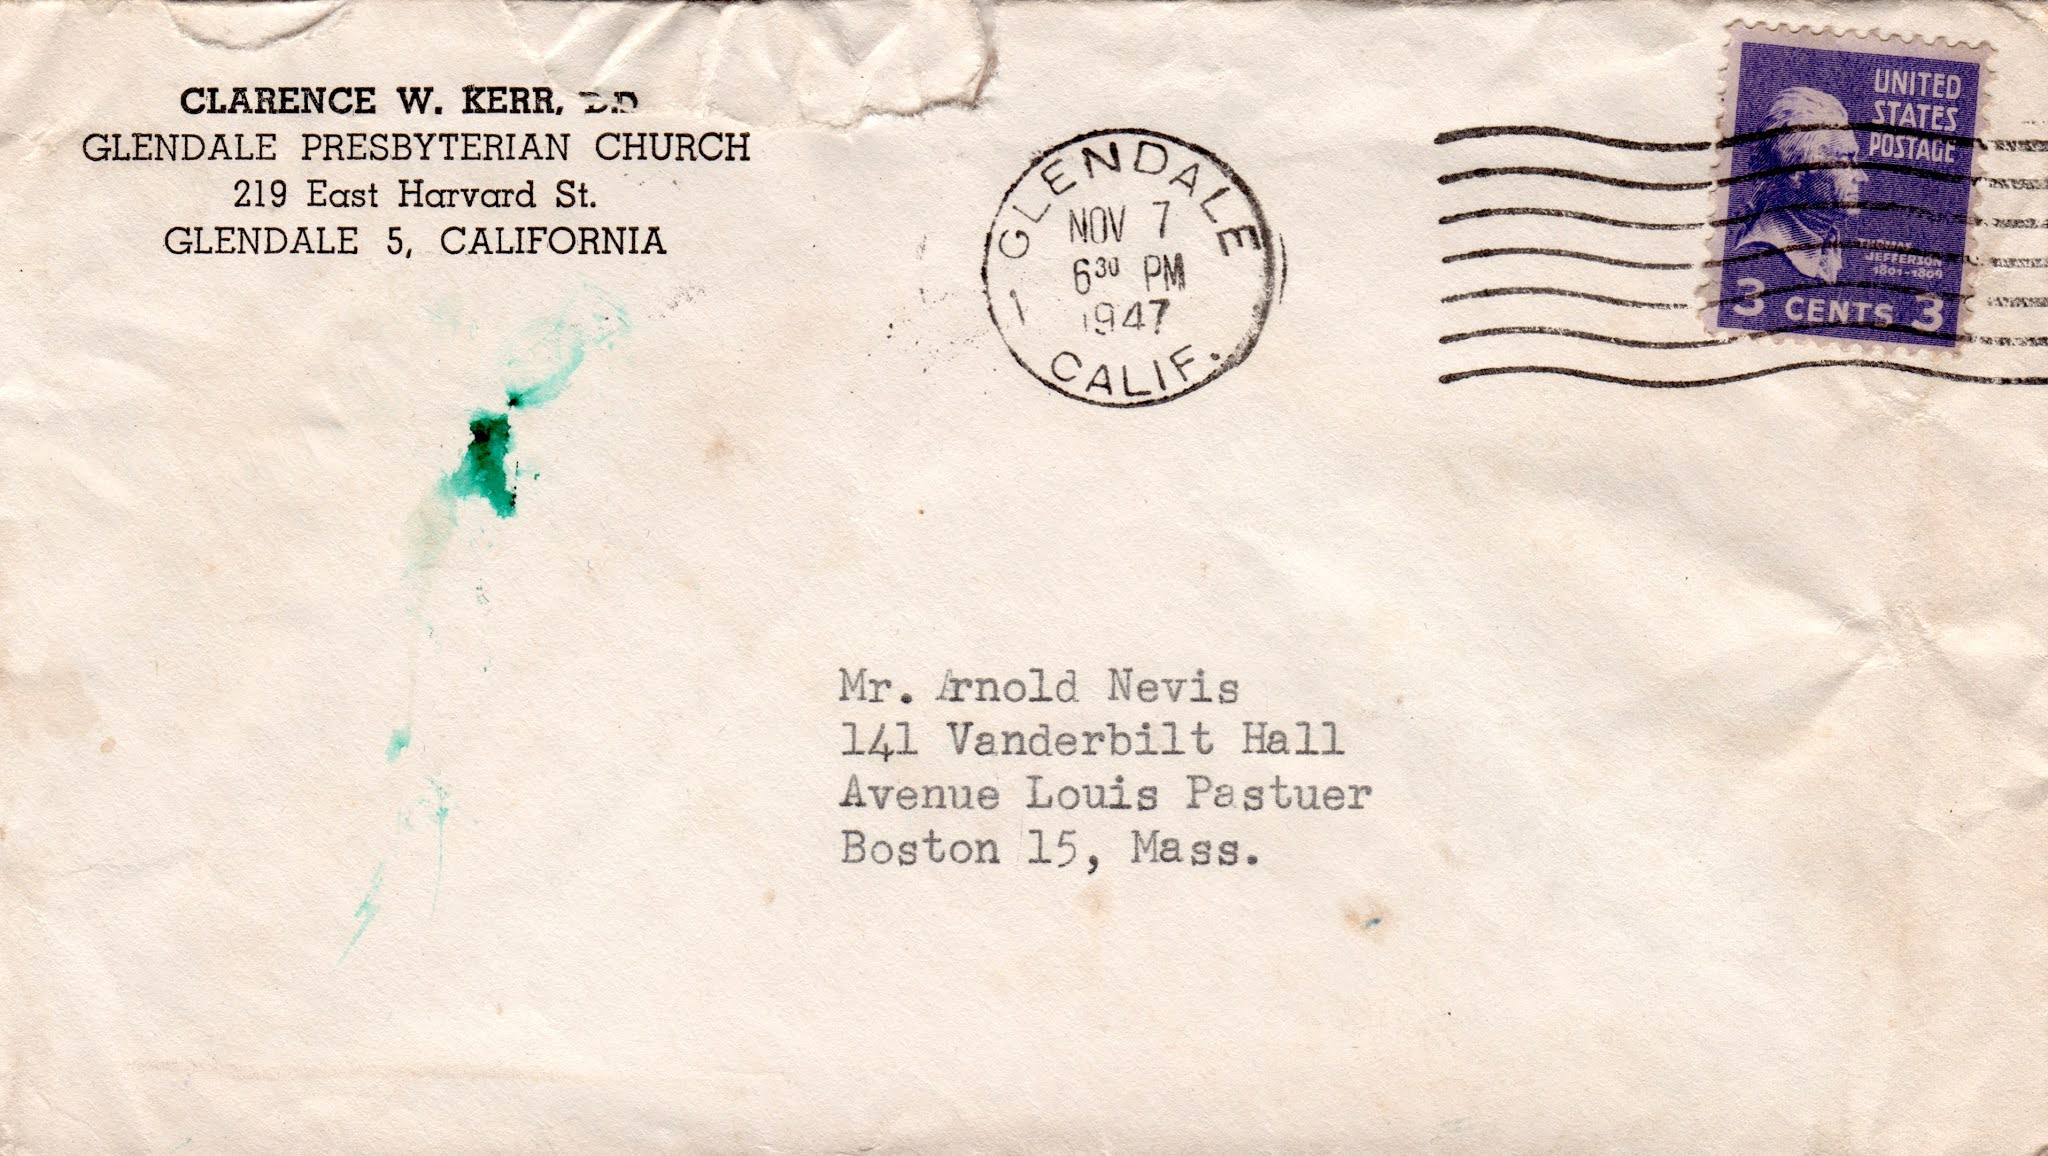 CLARENCE W. KERR, D.D
GLENDALE PRESBYTERIAN CHURCH
219 East Harvard St.
GLENDALE 5, CALIFORNIA
GLENDALE
NOV 7
6³⁰ PM
1947
1
CALIF.
UNITED
STATES
POSTAGE
THOMAS
JEFFERSON
1801-1809
3 CENTS 3
Mr. Arnold Nevis
141 Vanderbilt Hall
Avenue Louis Pastuer
Boston 15, Mass.